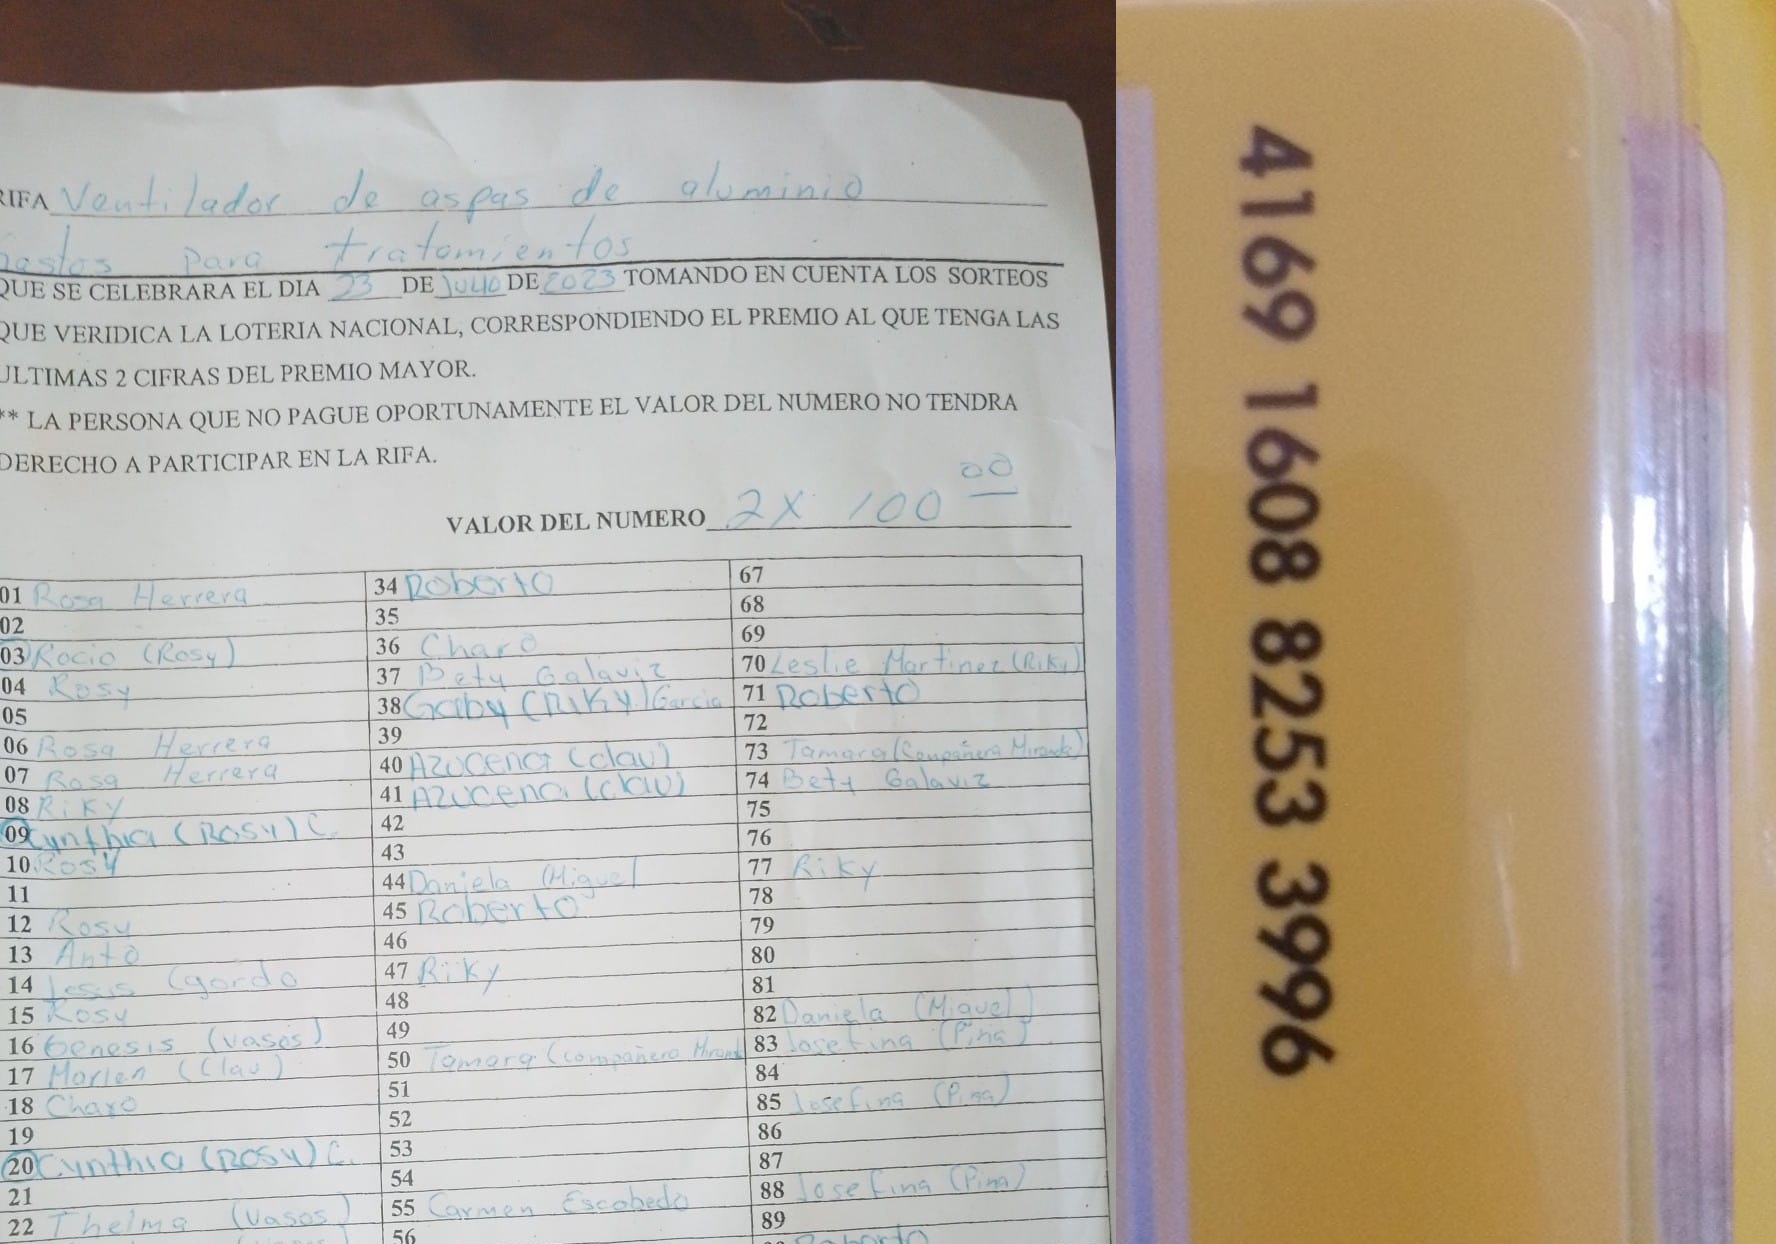 RIFA Ventilador de aspas de aluminio
Gastos para tratamientos
QUE SE CELEBRARA EL DIA 23 DE JULIO DE 2023 TOMANDO EN CUENTA LOS SORTEOS
QUE VERIDICA LA LOTERIA NACIONAL, CORRESPONDIENDO EL PREMIO AL QUE TENGA LAS
ULTIMAS 2 CIFRAS DEL PREMIO MAYOR.
** LA PERSONA QUE NO PAGUE OPORTUNAMENTE EL VALOR DEL NUMERO NO TENDRA
DERECHO A PARTICIPAR EN LA RIFA.
VALOR DEL NUMERO 2 X 100 00
01 Rosa Herrera
02
03 Rocio (Rosy)
04 Rosy
05
06 Rosa Herrera
07 Rosa Herrera
08 Riky
09 Cynthia (Rosy) C.
10 Rosy
11
12 Rosy
13 Anto
14 Jesus (gordo
15 Rosy
16 Genesis (vasos)
17 Marlen (Clau)
18 Charo
19
20 Cynthia (Rosy) C.
21
22 Thelma (Vasos)
34 Roberto
35
36 Charo
37 Bety Galaviz
38 Gaby (RIKY) Garcia
39
40 Azucena (clau)
41 Azucena (clau)
42
43
44 Daniela (Miguel
45 Roberto
46
47 Riky
48
49
50 Tamara (compañera
51
52
53
54
55 Carmen Escobedo
56
67
68
69
70 Leslie Martinez (Riky)
71 Roberto
72
73 Tamara (Compañera
74 Bety Galaviz
75
76
77 Riky
78
79
80
81
82 Daniela (Miguel)
83 Josefina (Pina)
84
85 Josefina (Pina)
86
87
88 Josefina (Pina)
89
Roberto
4169 1608 8253 3996